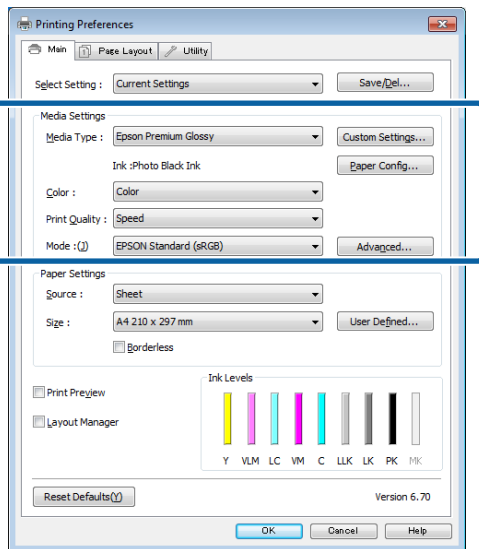 Printing Preferences
Main Page Layout Utility
Select Setting : Current Settings Save/Del...
Media Settings
Media Type : Epson Premium Glossy Custom Settings...
Ink :Photo Black Ink Paper Config...
Color : Color
Print Quality : Speed
Mode :(J) EPSON Standard (sRGB) Advanced...
Paper Settings
Source : Sheet
Size : A4 210 x 297 mm User Defined...
Borderless
Ink Levels
Print Preview
Layout Manager
Y VLM LC VM C LLK LK PK MK
Reset Defaults(Y) Version 6.70
OK Cancel Help